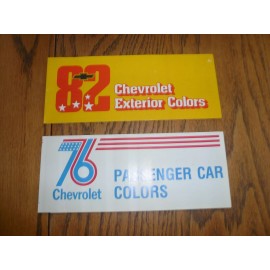 82
Chevrolet
Exterior Colors
76
Chevrolet
PASSENGER CAR
COLORS